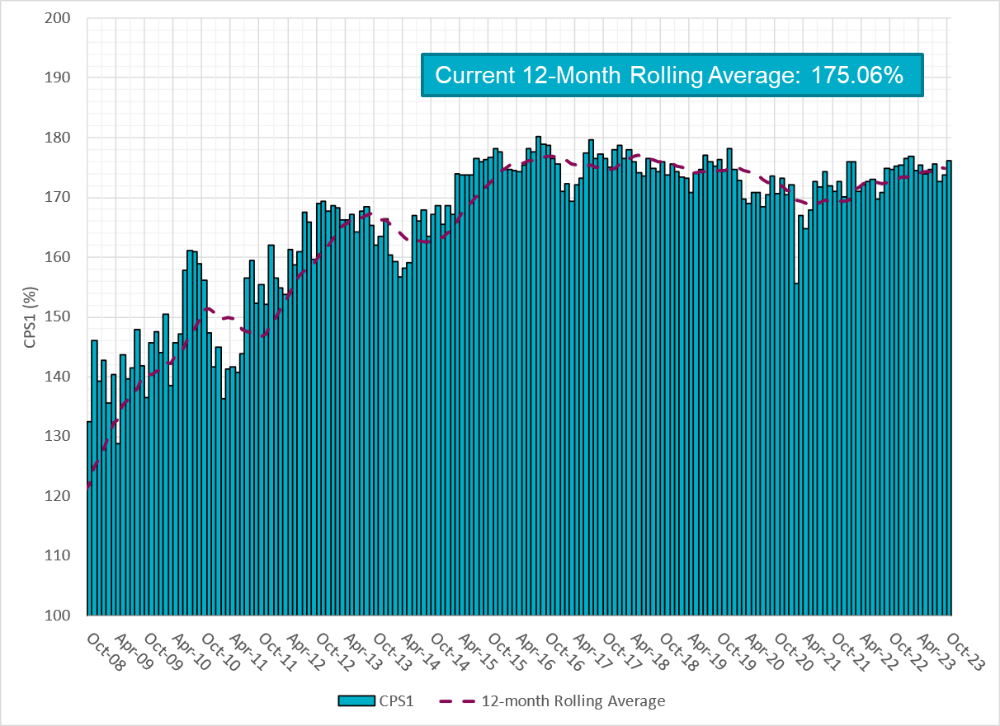 200
Current 12-Month Rolling Average: 175.06%
190
180
170
160
150
140
130
120
110
100
CPS1 (%)
Oct-08 Apr-09 Oct-09 Apr-10 Oct-10 Apr-11 Oct-11 Apr-12 Oct-12 Apr-13 Oct-13 Apr-14 Oct-14 Apr-15 Oct-15 Apr-16 Oct-16 Apr-17 Oct-17 Apr-18 Oct-18 Apr-19 Oct-19 Apr-20 Oct-20 Apr-21 Oct-21 Apr-22 Oct-22 Apr-23 Oct-23
CPS1 12-month Rolling Average